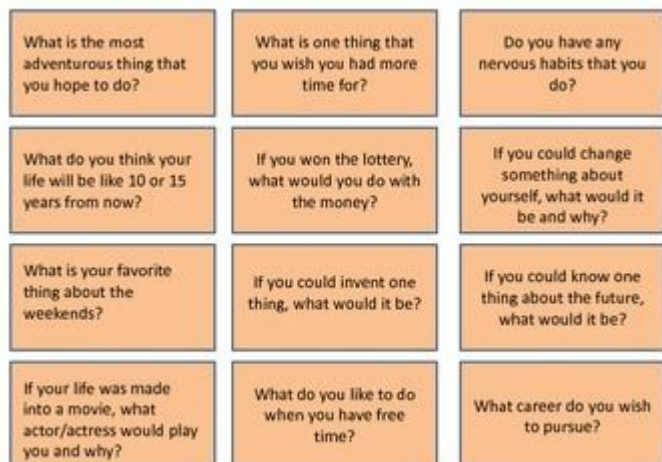 What is the most
adventurous thing that
you hope to do?
What is one thing that
you wish you had more
time for?
Do you have any
nervous habits that you
do?
What do you think your
life will be like 10 or 15
years from now?
If you won the lottery,
what would you do with
the money?
If you could change
something about
yourself, what would it
be and why?
What is your favorite
thing about the
weekends?
If you could invent one
thing, what would it be?
If you could know one
thing about the future,
what would it be?
If your life was made
into a movie, what
actor/actress would play
you and why?
What do you like to do
when you have free
time?
What career do you wish
to pursue?